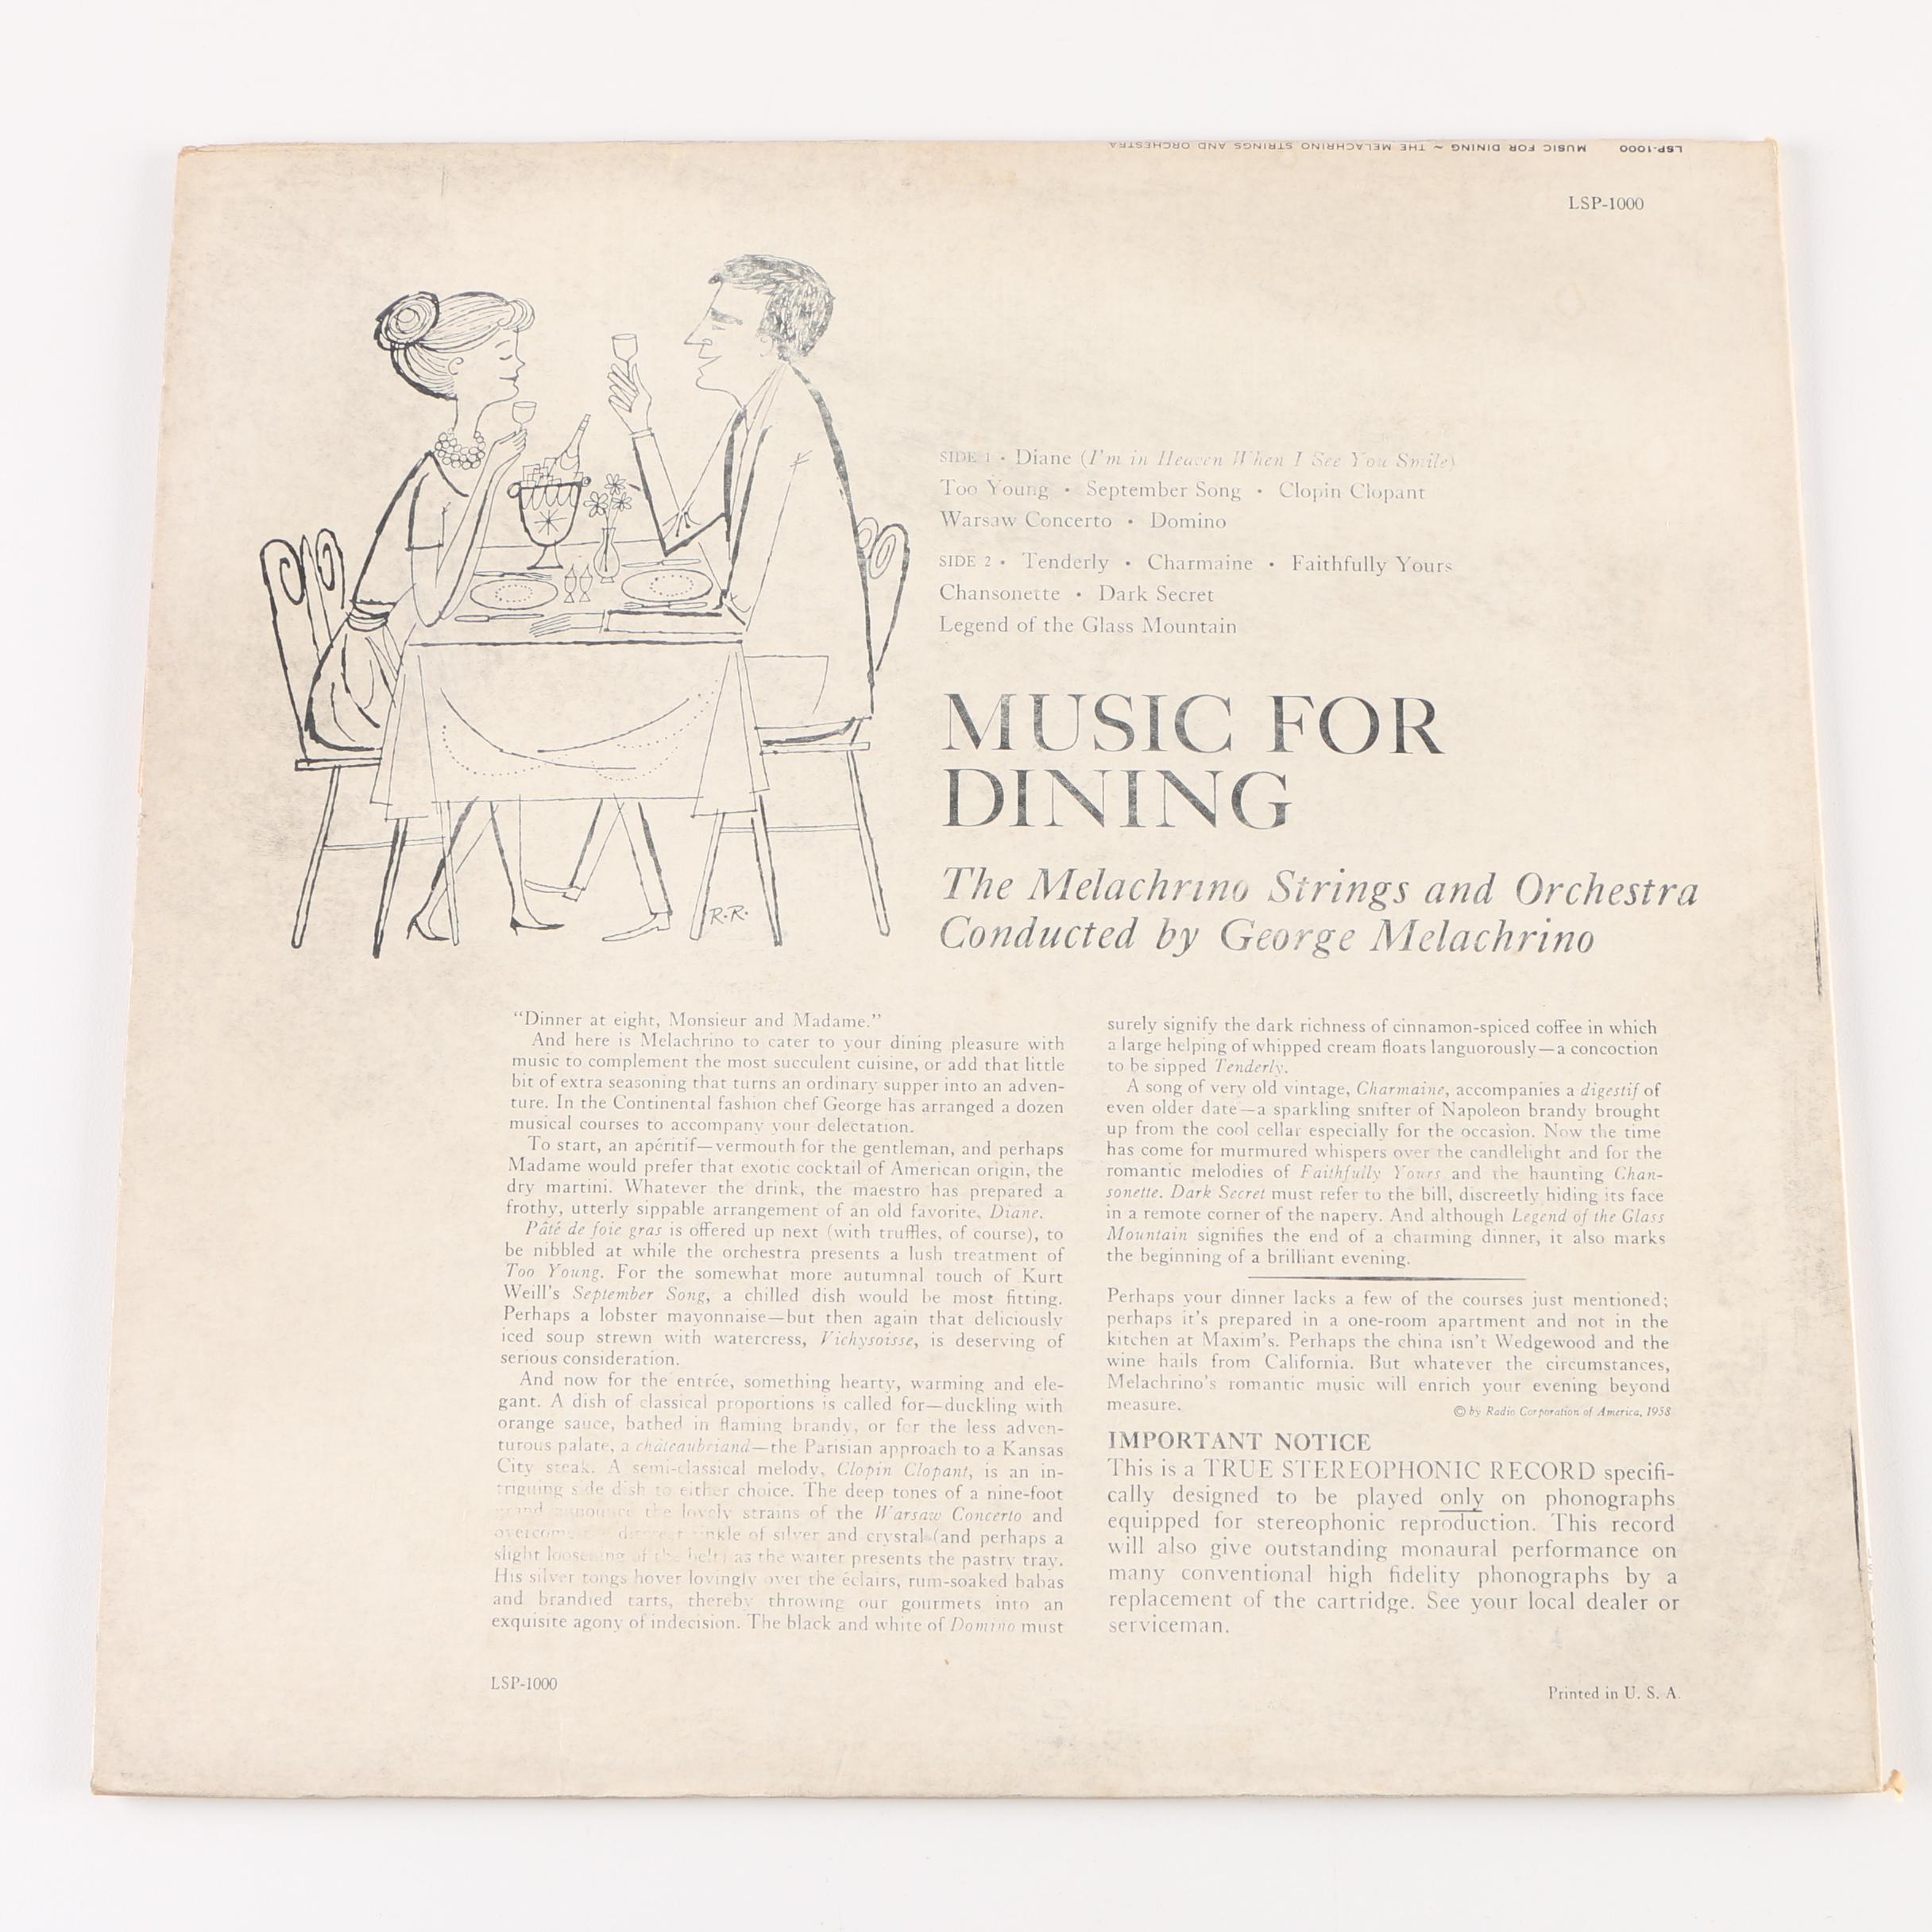 LSP-1000 MUSIC FOR DINING ~ THE MELACHRINO STRINGS AND ORCHESTRA
LSP-1000
SIDE 1 • Diane (I'm in Heaven When I See You Smile)
Too Young • September Song • Clopin Clopant
Warsaw Concerto • Domino
SIDE 2 • Tenderly • Charmaine • Faithfully Yours
Chansonette • Dark Secret
Legend of the Glass Mountain
MUSIC FOR
DINING
The Melachrino Strings and Orchestra
Conducted by George Melachrino
R.R.
“Dinner at eight, Monsieur and Madame.”
And here is Melachrino to cater to your dining pleasure with
music to complement the most succulent cuisine, or add that little
bit of extra seasoning that turns an ordinary supper into an adven-
ture. In the Continental fashion chef George has arranged a dozen
musical courses to accompany your delectation.
To start, an apéritif—vermouth for the gentleman, and perhaps
Madame would prefer that exotic cocktail of American origin, the
dry martini. Whatever the drink, the maestro has prepared a
frothy, utterly sippable arrangement of an old favorite, Diane.
Pâté de foie gras is offered up next (with truffles, of course), to
be nibbled at while the orchestra presents a lush treatment of
Too Young. For the somewhat more autumnal touch of Kurt
Weill's September Song, a chilled dish would be most fitting.
Perhaps a lobster mayonnaise—but then again that deliciously
iced soup strewn with watercress, Vichysoisse, is deserving of
serious consideration.
And now for the entrée, something hearty, warming and ele-
gant. A dish of classical proportions is called for—duckling with
orange sauce, bathed in flaming brandy, or for the less adven-
turous palate, a châteaubriand—the Parisian approach to a Kansas
City steak. A semi-classical melody, Clopin Clopant, is an in-
triguing side dish to either choice. The deep tones of a nine-foot
grand announce the lovely strains of the Warsaw Concerto and
discreet tinkle of silver and crystal (and perhaps a
slight loosening of the belt) as the waiter presents the pastry tray.
His silver tongs hover lovingly over the éclairs, rum-soaked babas
and brandied tarts, thereby throwing our gourmets into an
exquisite agony of indecision. The black and white of Domino must
surely signify the dark richness of cinnamon-spiced coffee in which
a large helping of whipped cream floats languorously—a concoction
to be sipped Tenderly.
A song of very old vintage, Charmaine, accompanies a digestif of
even older date—a sparkling snifter of Napoleon brandy brought
up from the cool cellar especially for the occasion. Now the time
has come for murmured whispers over the candlelight and for the
romantic melodies of Faithfully Yours and the haunting Chan-
sonette. Dark Secret must refer to the bill, discreetly hiding its face
in a remote corner of the napery. And although Legend of the Glass
Mountain signifies the end of a charming dinner, it also marks
the beginning of a brilliant evening.
Perhaps your dinner lacks a few of the courses just mentioned;
perhaps it's prepared in a one-room apartment and not in the
kitchen at Maxim's. Perhaps the china isn't Wedgewood and the
wine hails from California. But whatever the circumstances,
Melachrino's romantic music will enrich your evening beyond
measure.
© by Radio Corporation of America, 1958
IMPORTANT NOTICE
This is a TRUE STEREOPHONIC RECORD specifi-
cally designed to be played only on phonographs
equipped for stereophonic reproduction. This record
will also give outstanding monaural performance on
many conventional high fidelity phonographs by a
replacement of the cartridge. See your local dealer or
serviceman.
LSP-1000
Printed in U. S. A.